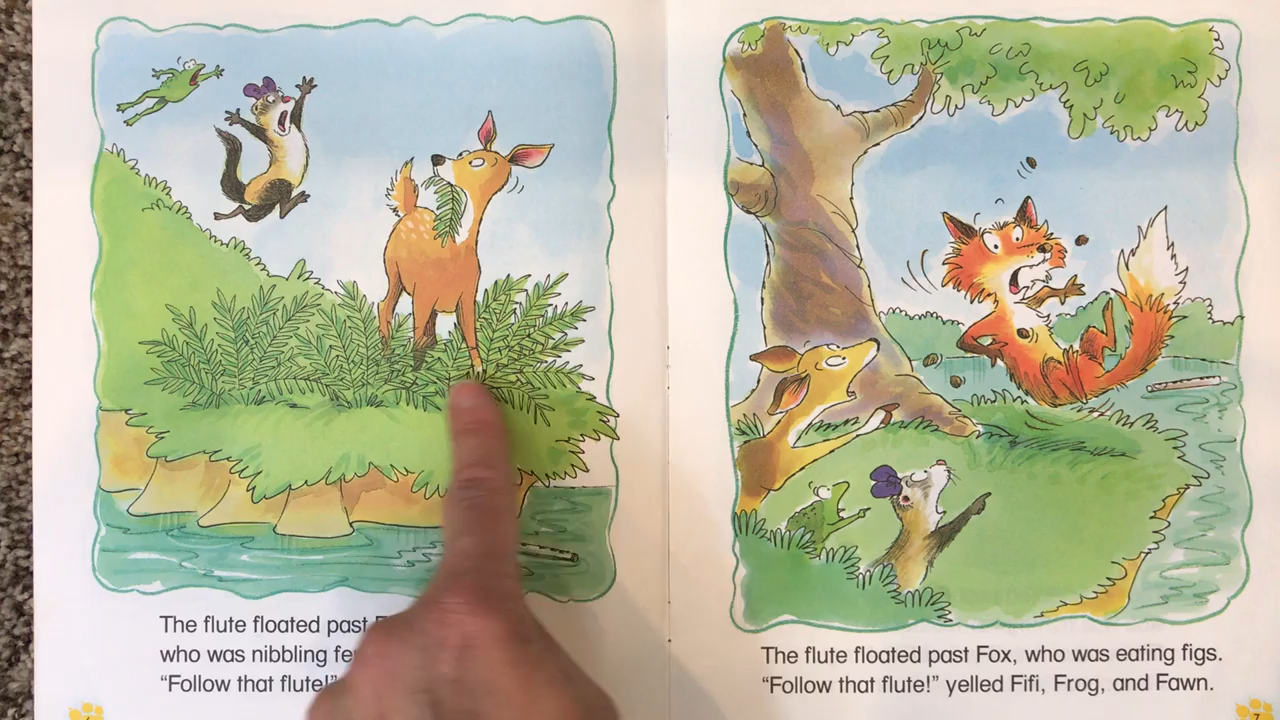 The flute floated past
who was nibbling
“Follow that flute!”
The flute floated past Fox, who was eating figs.
“Follow that flute!” yelled Fifi, Frog, and Fawn.
7